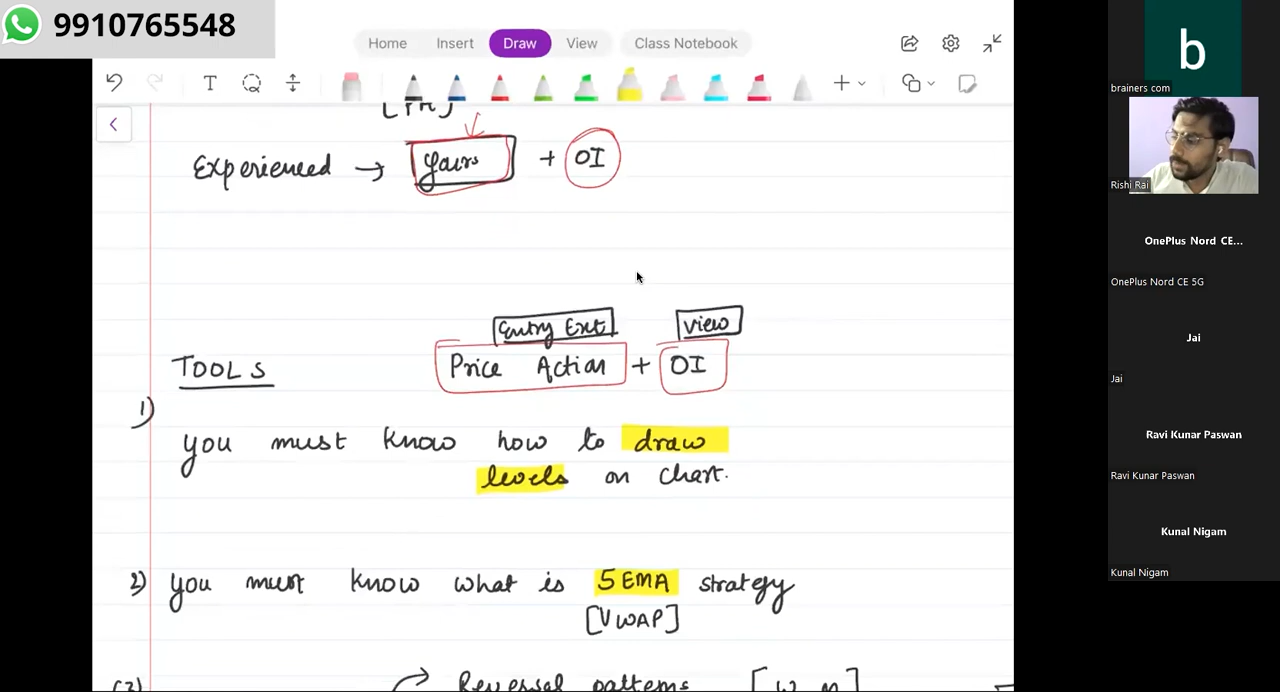 9910765548
Home Insert Draw View Class Notebook
b
brainers com
[PA]
Experienced → yours + OI
Rishi Rai
OnePlus Nord CE...
OnePlus Nord CE 5G
Entry Exit View
TOOLS Price Action + OI
Jai
Jai
1)
you must know how to draw
levels on chart.
Ravi Kunar Paswan
Ravi Kunar Paswan
Kunal Nigam
Kunal Nigam
2) you must know what is 5 EMA strategy
[VWAP]
(3) → Reversal patterns [W, M]